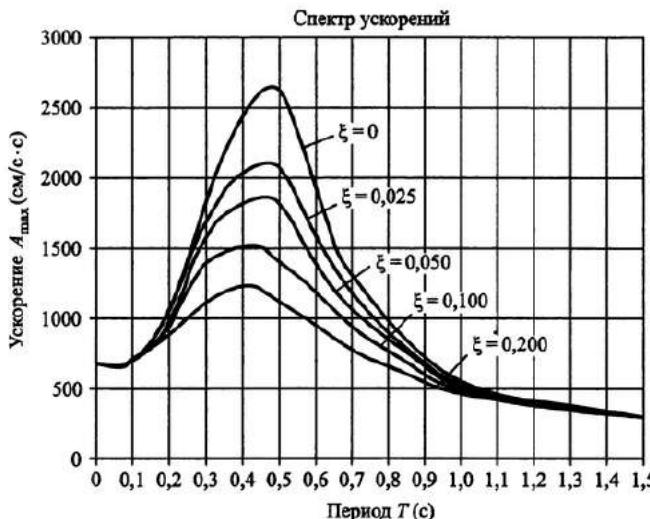 Спектр ускорений
Ускорение A max (см/с·с)
3000
2500
2000
1500
1000
500
0
ξ = 0
ξ = 0,025
ξ = 0,050
ξ = 0,100
ξ = 0,200
0 0,1 0,2 0,3 0,4 0,5 0,6 0,7 0,8 0,9 1,0 1,1 1,2 1,3 1,4 1,5
Период T (с)